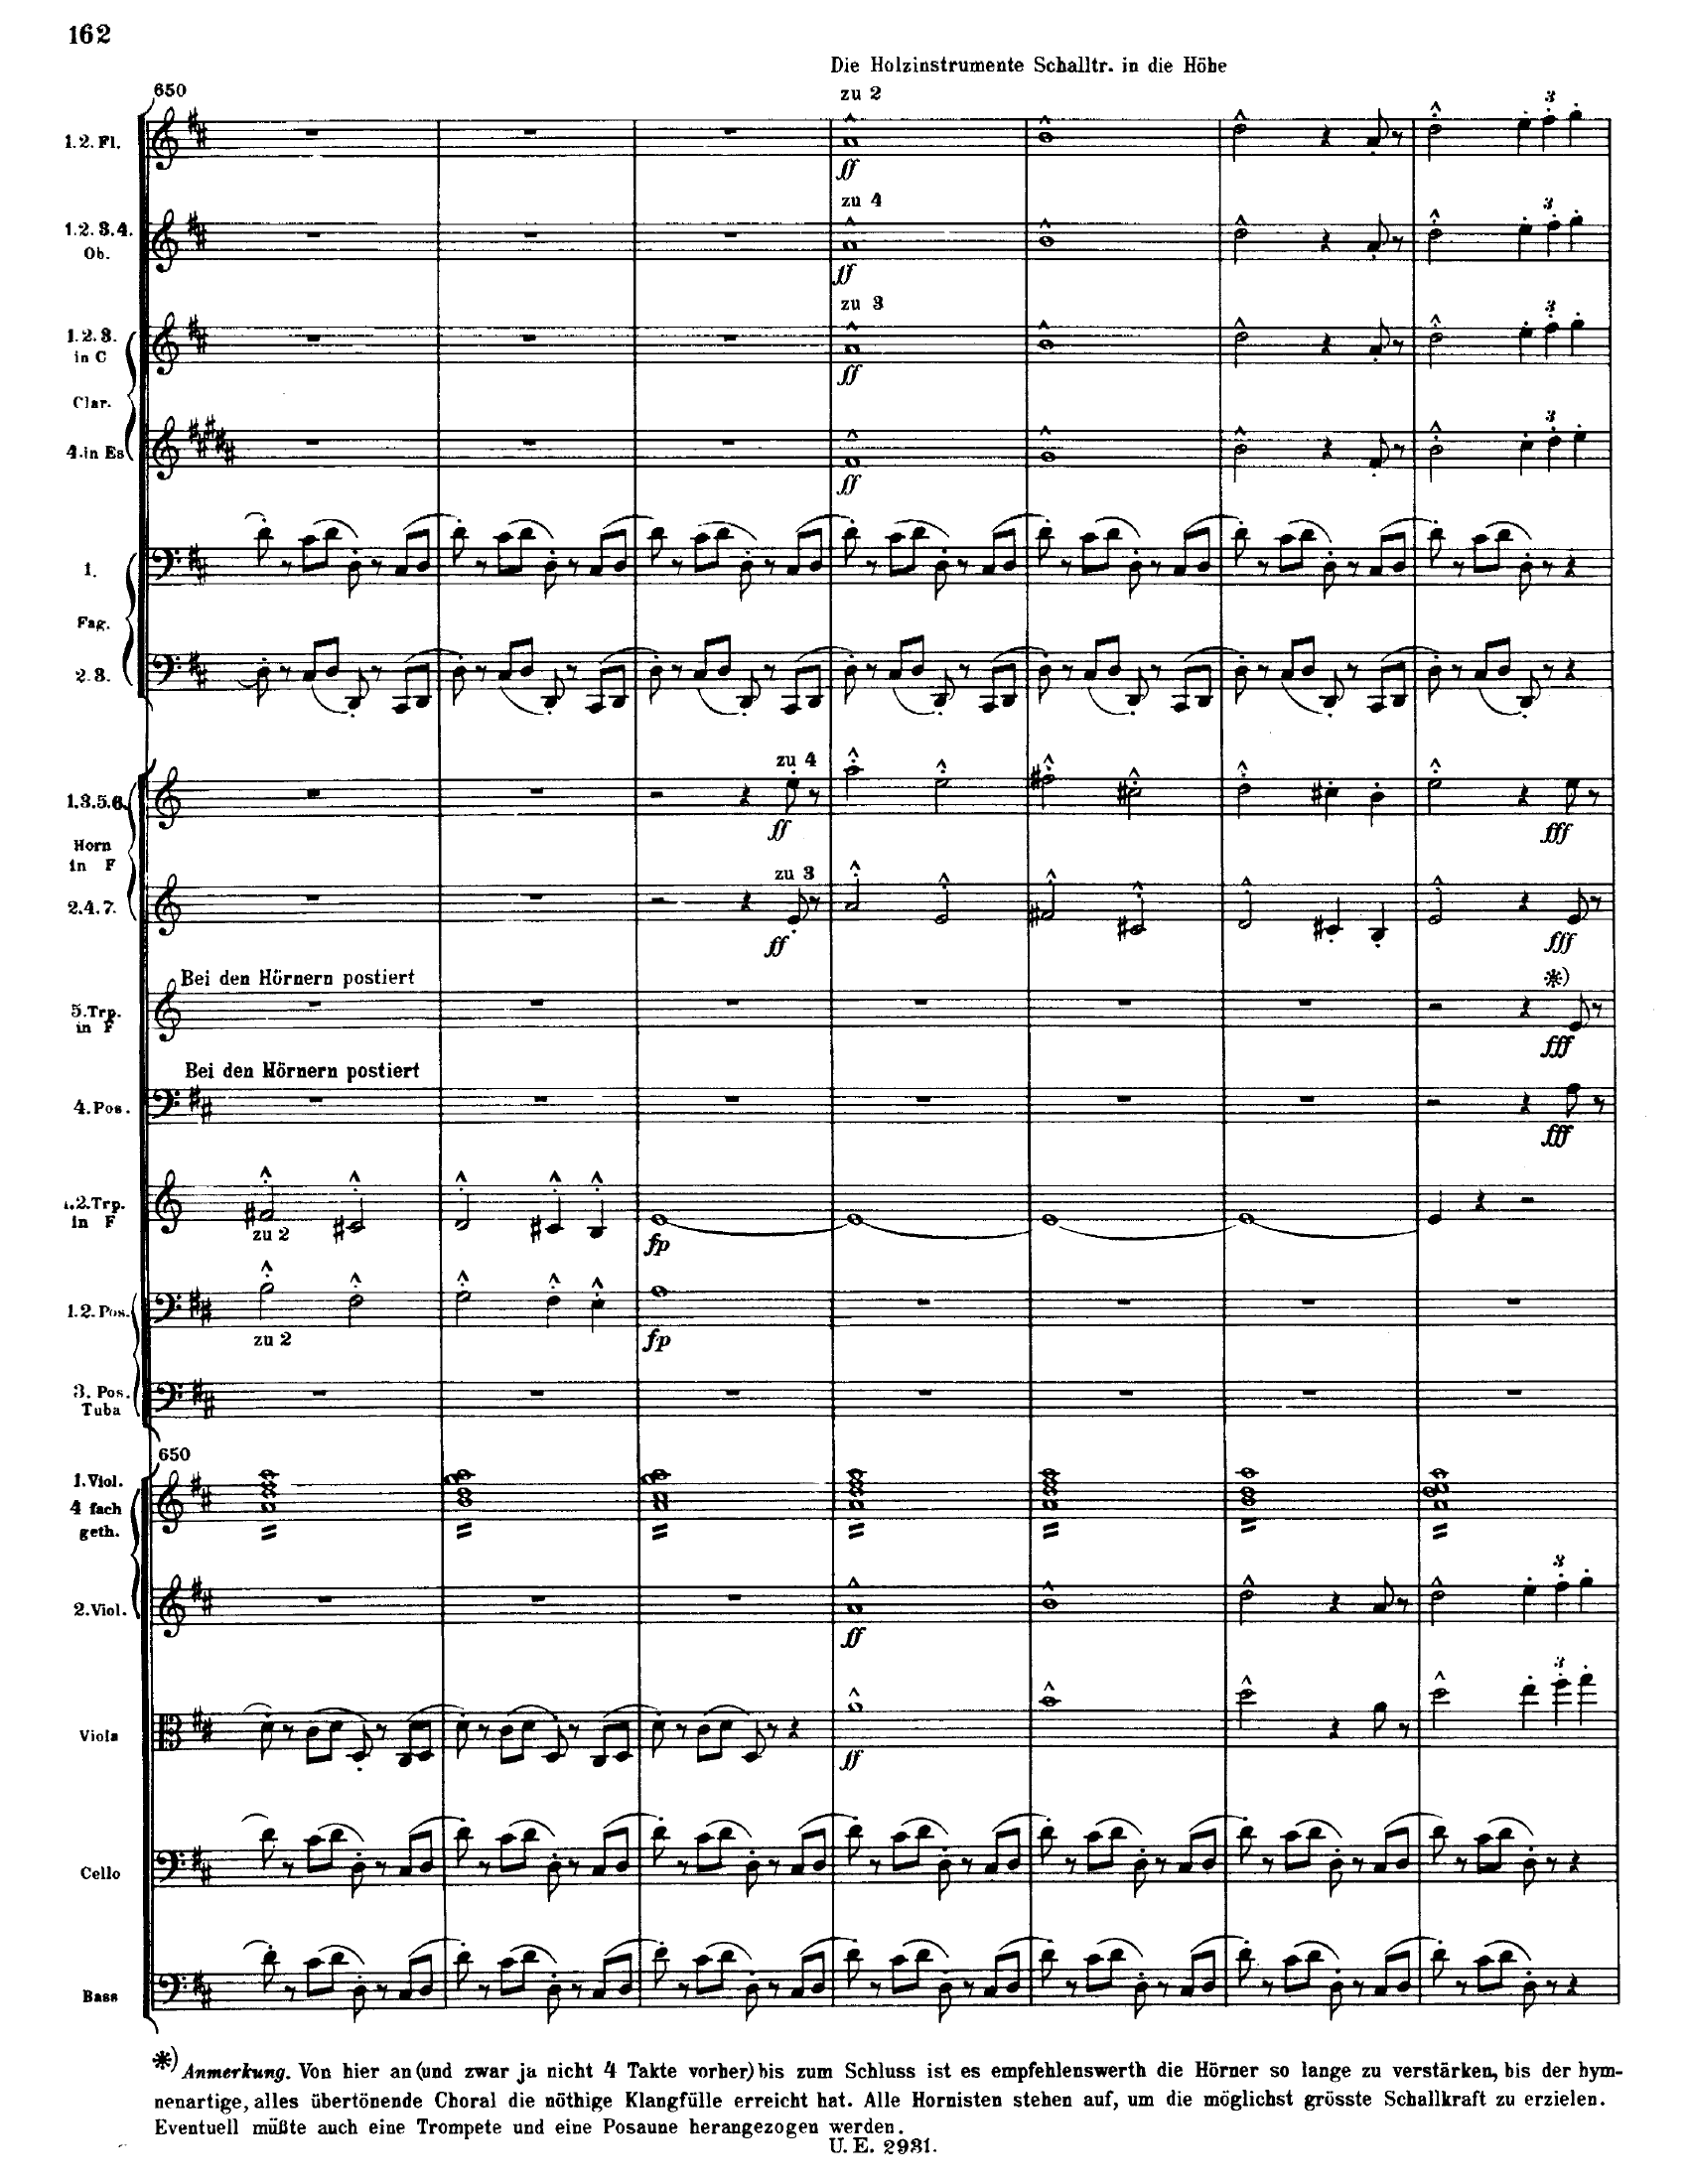 162
Die Holzinstrumente Schalltr. in die Höhe
650
zu 2
1.2. Fl.
ff
zu 4
1.2.3.4.
Ob.
ff
zu 3
1.2.3.
in C
ff
Clar.
4.in Es
3
ff
1.
Fag.
2.3.
zu 4
1.3.5.6.
ff
fff
Horn
in F
zu 3
2.4.7.
ff
fff
Bei den Hörnern postiert
*)
5.Trp.
in F
fff
Bei den Hörnern postiert
4.Pos.
fff
1.2.Trp.
in F
zu 2
fp
1.2.Pos.
zu 2
fp
3. Pos.
Tuba
650
1.Viol.
4 fach
geth.
3
2.Viol.
ff
3
Viola
ff
Cello
Bass
*) Anmerkung. Von hier an (und zwar ja nicht 4 Takte vorher) bis zum Schluss ist es empfehlenswerth die Hörner so lange zu verstärken, bis der hym-
nenartige, alles übertönende Choral die nöthige Klangfülle erreicht hat. Alle Hornisten stehen auf, um die möglichst grösste Schallkraft zu erzielen.
Eventuell müßte auch eine Trompete und eine Posaune herangezogen werden.
U. E. 2931.